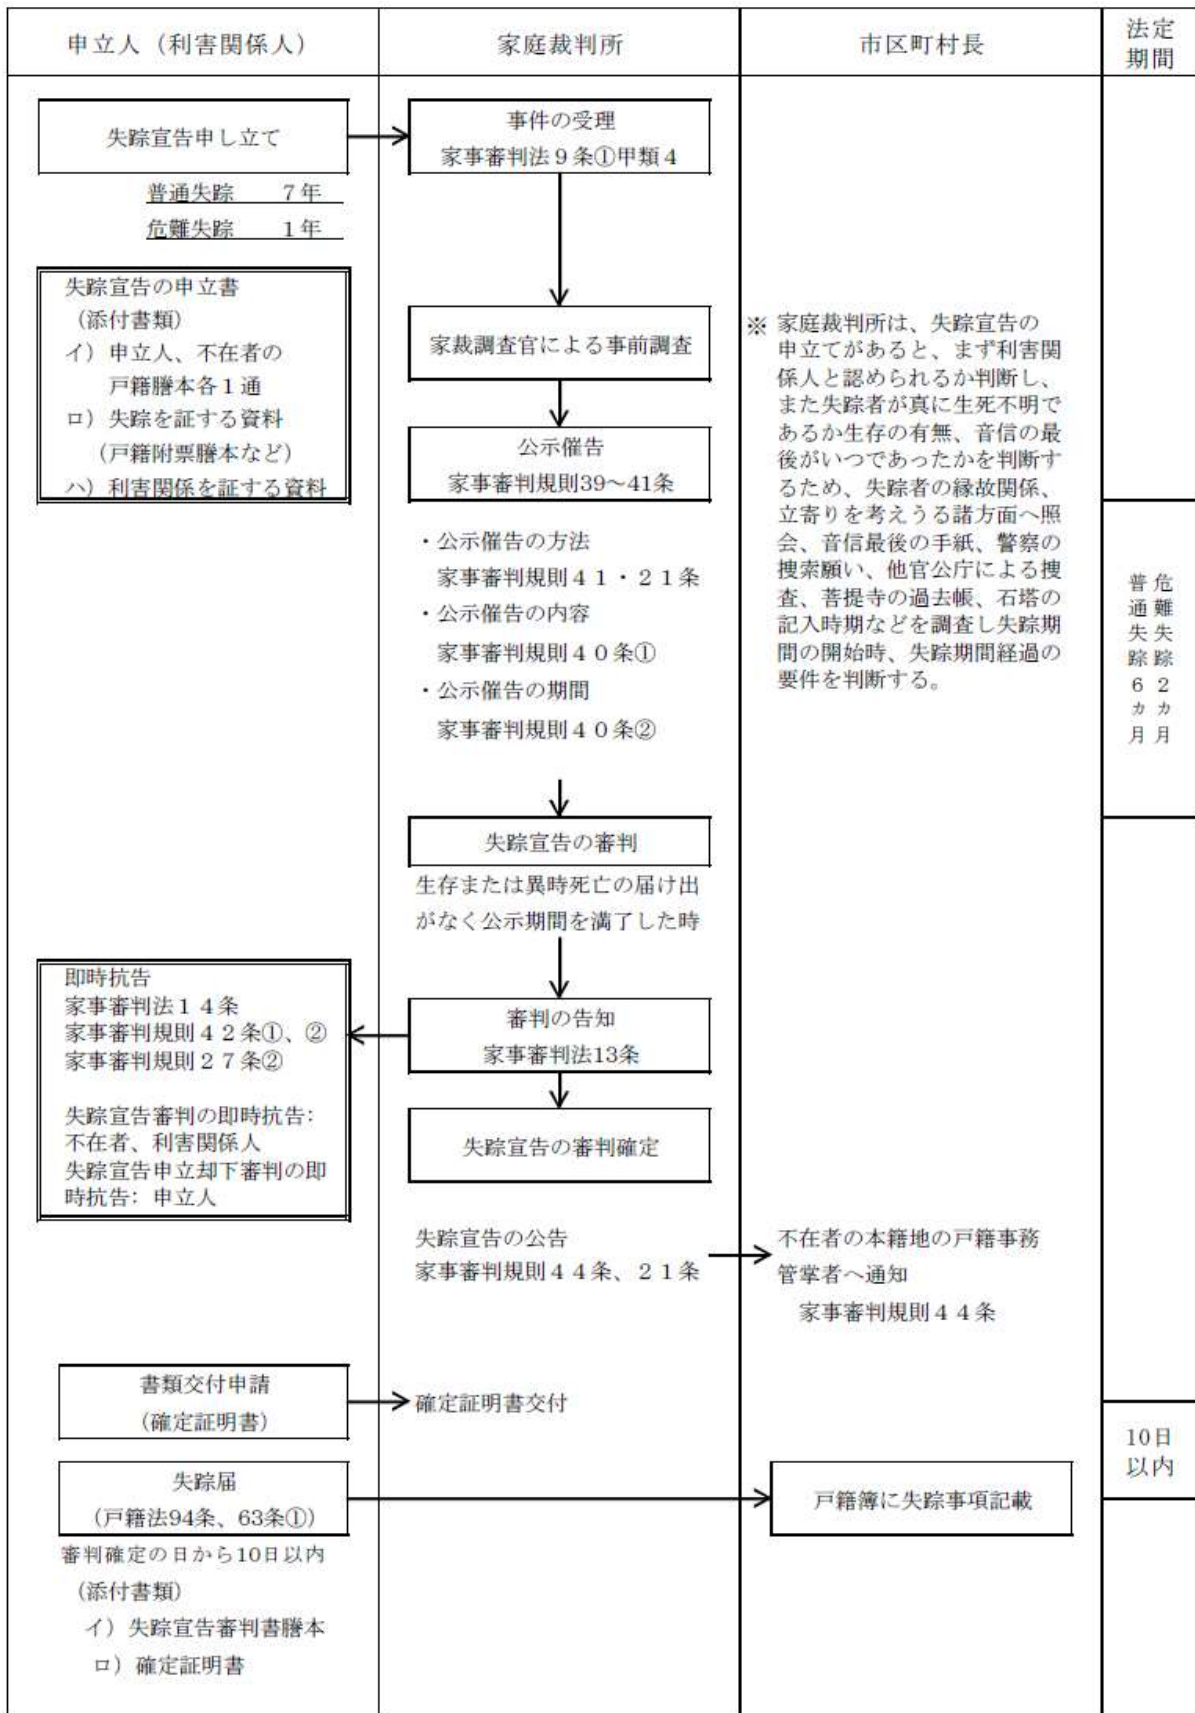 申立人（利害関係人）
家庭裁判所
市区町村長
法定
期間
失踪宣告申し立て
普通失踪　　７年
危難失踪　　１年
失踪宣告の申立書
（添付書類）
イ）申立人、不在者の
戸籍謄本各１通
ロ）失踪を証する資料
（戸籍附票謄本など）
ハ）利害関係を証する資料
事件の受理
家事審判法９条①甲類４
家裁調査官による事前調査
公示催告
家事審判規則39～41条
・公示催告の方法
家事審判規則４１・２１条
・公示催告の内容
家事審判規則４０条①
・公示催告の期間
家事審判規則４０条②
※ 家庭裁判所は、失踪宣告の
申立てがあると、まず利害関
係人と認められるか判断し、
また失踪者が真に生死不明で
あるか生存の有無、音信の最
後がいつであったかを判断す
るため、失踪者の縁故関係、
立寄りを考えうる諸方面へ照
会、音信最後の手紙、警察の
捜索願い、他官公庁による捜
査、菩提寺の過去帳、石塔の
記入時期などを調査し失踪期
間の開始時、失踪期間経過の
要件を判断する。
危難失踪２カ月
普通失踪６カ月
失踪宣告の審判
生存または異時死亡の届け出
がなく公示期間を満了した時
審判の告知
家事審判法13条
即時抗告
家事審判法１４条
家事審判規則４２条①、②
家事審判規則２７条②
失踪宣告審判の即時抗告：
不在者、利害関係人
失踪宣告申立却下審判の即
時抗告：申立人
失踪宣告の審判確定
失踪宣告の公告
家事審判規則４４条、２１条
不在者の本籍地の戸籍事務
管掌者へ通知
家事審判規則４４条
書類交付申請
（確定証明書）
確定証明書交付
10日
以内
失踪届
（戸籍法94条、63条①）
戸籍簿に失踪事項記載
審判確定の日から10日以内
（添付書類）
イ）失踪宣告審判書謄本
ロ）確定証明書